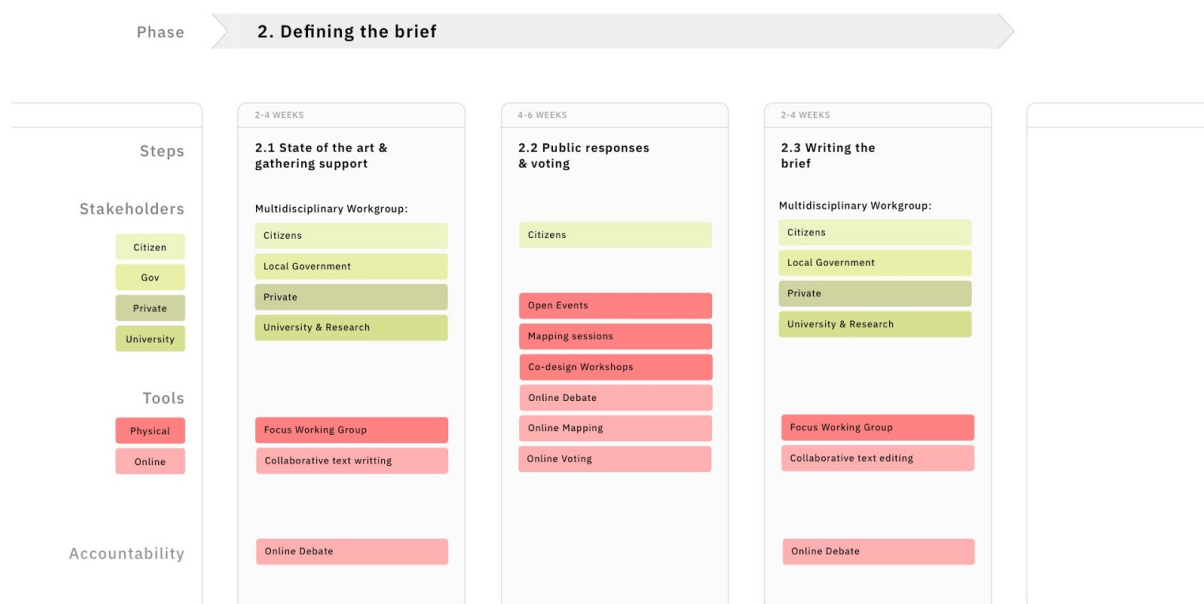 Phase
2. Defining the brief
Steps
Stakeholders
Citizen
Gov
Private
University
Tools
Physical
Online
Accountability
2-4 WEEKS
2.1 State of the art &
gathering support
Multidisciplinary Workgroup:
Citizens
Local Government
Private
University & Research
Focus Working Group
Collaborative text writting
Online Debate
4-6 WEEKS
2.2 Public responses
& voting
Citizens
Open Events
Mapping sessions
Co-design Workshops
Online Debate
Online Mapping
Online Voting
2-4 WEEKS
2.3 Writing the
brief
Multidisciplinary Workgroup:
Citizens
Local Government
Private
University & Research
Focus Working Group
Collaborative text editing
Online Debate